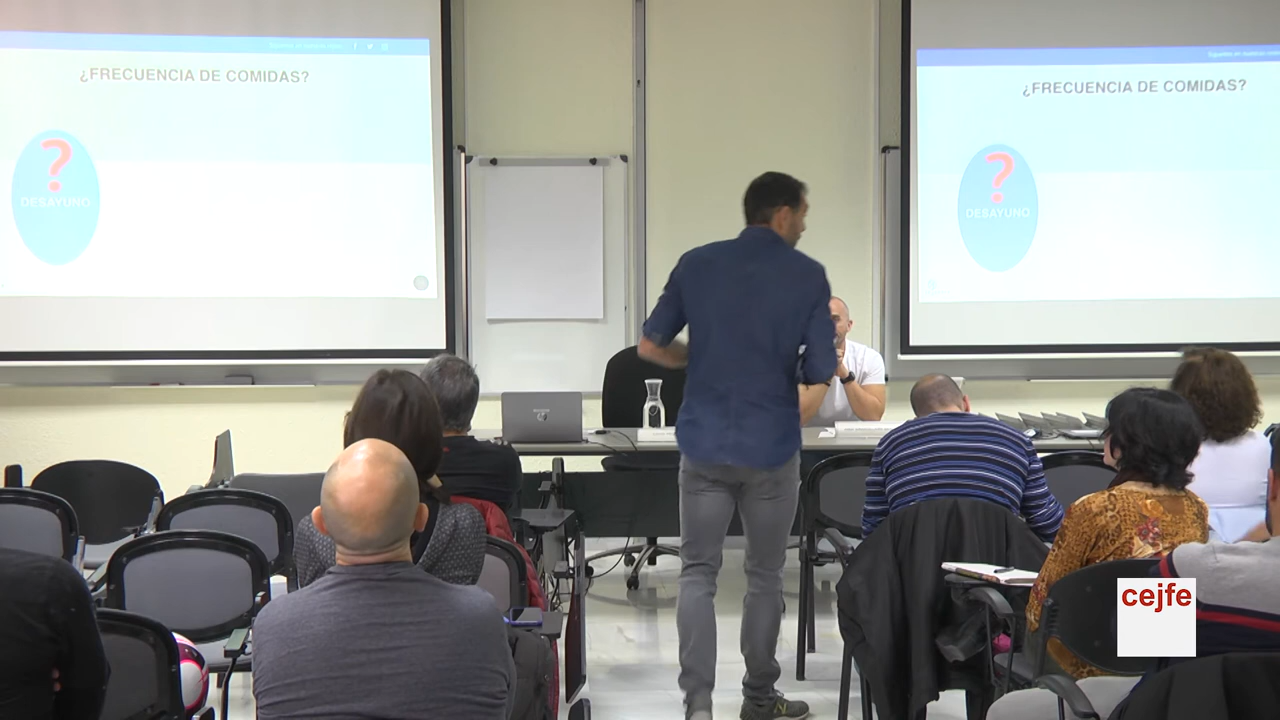 ¿FRECUENCIA DE COMIDAS?
?
DESAYUNO
¿FRECUENCIA DE COMIDAS?
?
DESAYUNO
cejfe